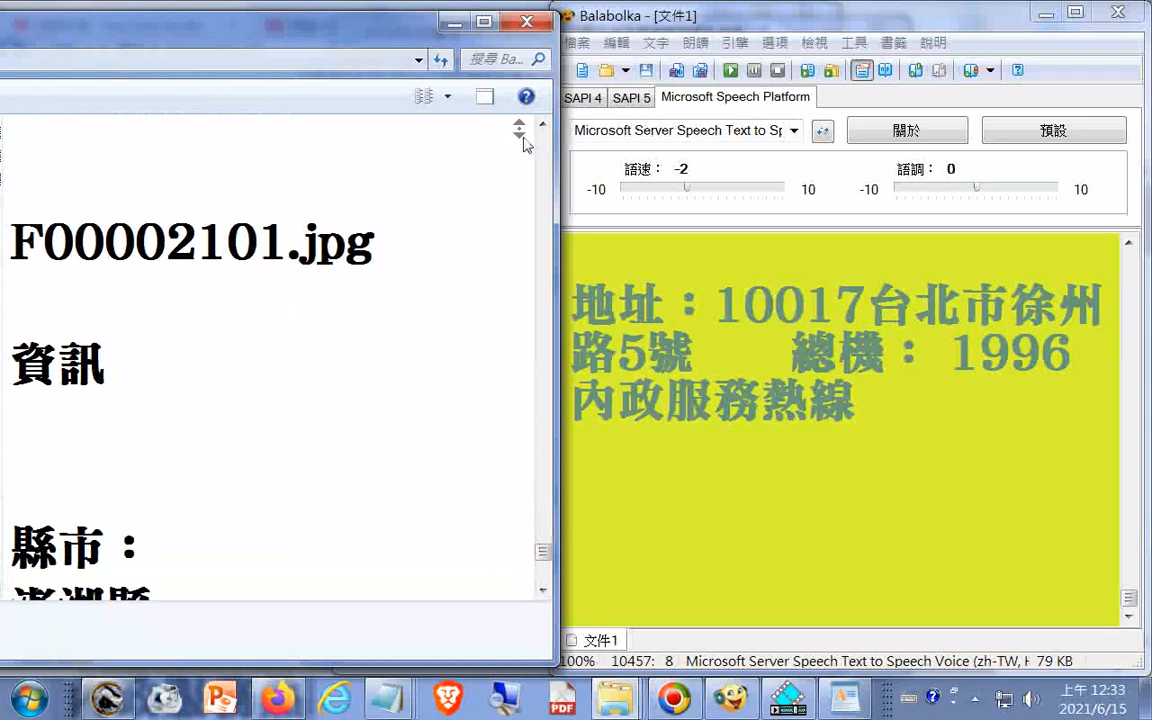 搜尋 Ba...
F00002101.jpg
資訊
縣市：
澎湖縣
Balabolka - [文件1]
檔案 編輯 文字 朗讀 引擎 選項 檢視 工具 書籤 說明
SAPI 4 SAPI 5 Microsoft Speech Platform
Microsoft Server Speech Text to Sp
關於
預設
語速： -2
語調： 0
-10 10 -10 10
地址：10017台北市徐州
路5號 總機： 1996
內政服務熱線
文件1
100% 10457: 8 Microsoft Server Speech Text to Speech Voice (zh-TW, H 79 KB
PDF
上午 12:33
2021/6/15